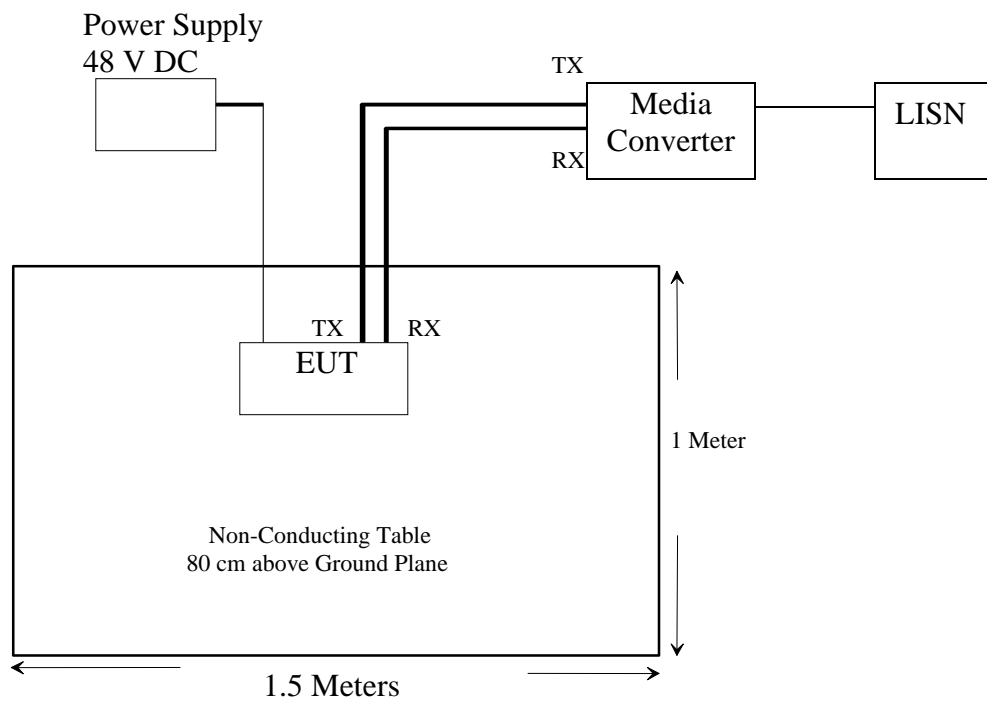 Power Supply
48 V DC
TX
Media
Converter
LISN
RX
TX
RX
EUT
1 Meter
Non-Conducting Table
80 cm above Ground Plane
1.5 Meters